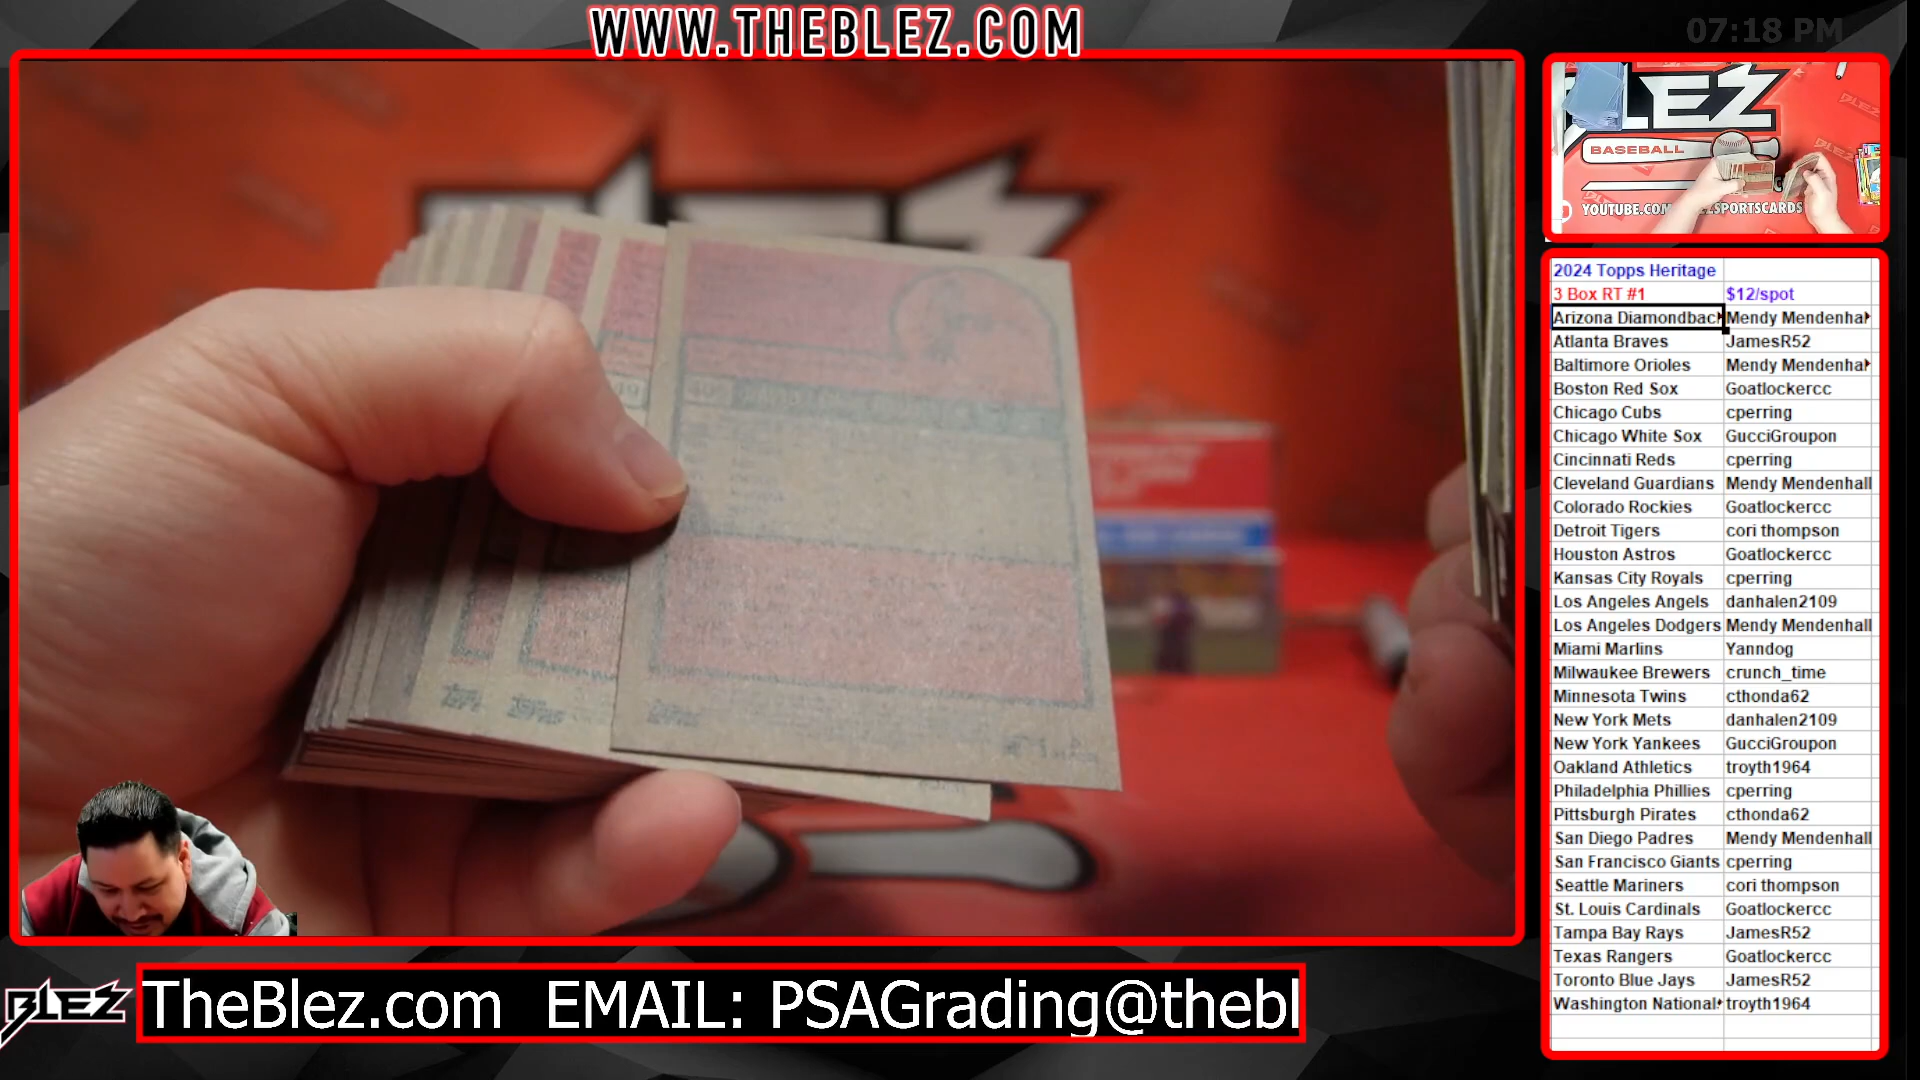 WWW.THEBLEZ.COM
07:18 PM
BLEZ
BASEBALL
BLEZ
2024 Topps Heritage
3 Box RT #1 $12/spot
Arizona Diamondbac Mendy Mendenhal
Atlanta Braves JamesR52
Baltimore Orioles Mendy Mendenhal
Boston Red Sox Goatlockercc
Chicago Cubs cperring
Chicago White Sox GucciGroupon
Cincinnati Reds cperring
Cleveland Guardians Mendy Mendenhall
Colorado Rockies Goatlockercc
Detroit Tigers cori thompson
Houston Astros Goatlockercc
Kansas City Royals cperring
Los Angeles Angels danhalen2109
Los Angeles Dodgers Mendy Mendenhall
Miami Marlins Yanndog
Milwaukee Brewers crunch_time
Minnesota Twins cthonda62
New York Mets danhalen2109
New York Yankees GucciGroupon
Oakland Athletics troyth1964
Philadelphia Phillies cperring
Pittsburgh Pirates cthonda62
San Diego Padres Mendy Mendenhall
San Francisco Giants cperring
Seattle Mariners cori thompson
St. Louis Cardinals Goatlockercc
Tampa Bay Rays JamesR52
Texas Rangers Goatlockercc
Toronto Blue Jays JamesR52
Washington National troyth1964
BLEZ
TheBlez.com EMAIL: PSAGrading@thebl